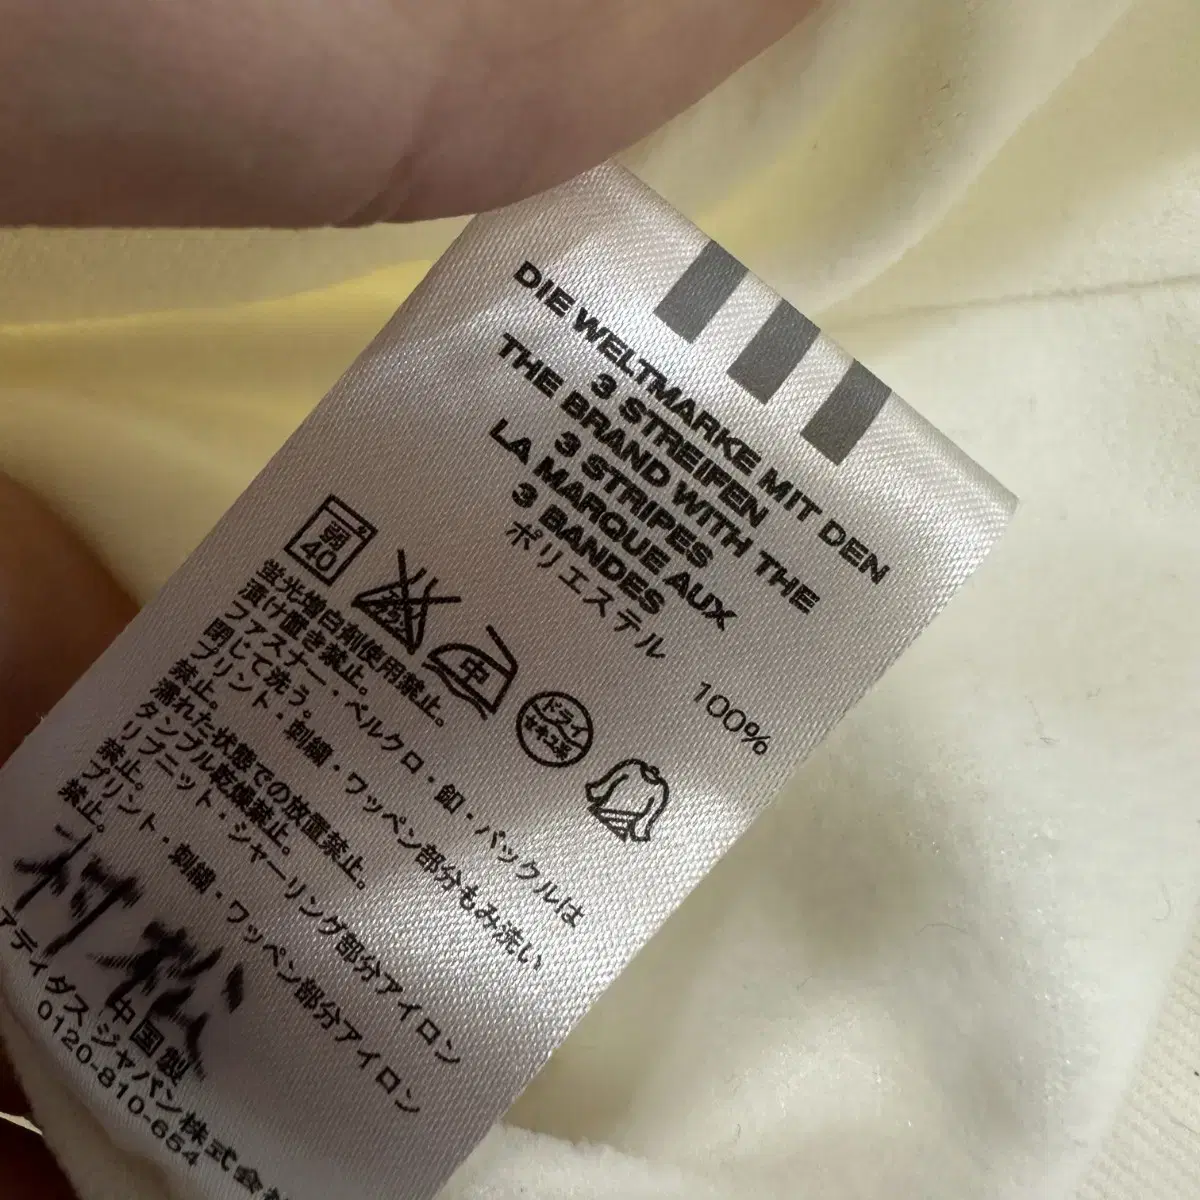 DIE WELTMARKE MIT DEN
3 STREIFEN
THE BRAND WITH THE
3 STRIPES
LA MARQUE AUX
3 BANDES
ポリエステル 100%
弱
40
中
ドライ
蛍光増白剤使用禁止。
漬け置き禁止。
ファスナー・ベルクロ・釦・バックルは
閉じて洗う。
プリント・刺繍・ワッペン部分もみ洗い
禁止。
濡れた状態での放置禁止。
タンブル乾燥禁止。
リブニット・シャーリング部分アイロン
禁止。
プリント・刺繍・ワッペン部分アイロン
禁止。
村松
中国製
アディダス ジャパン株式会
0120-810-654